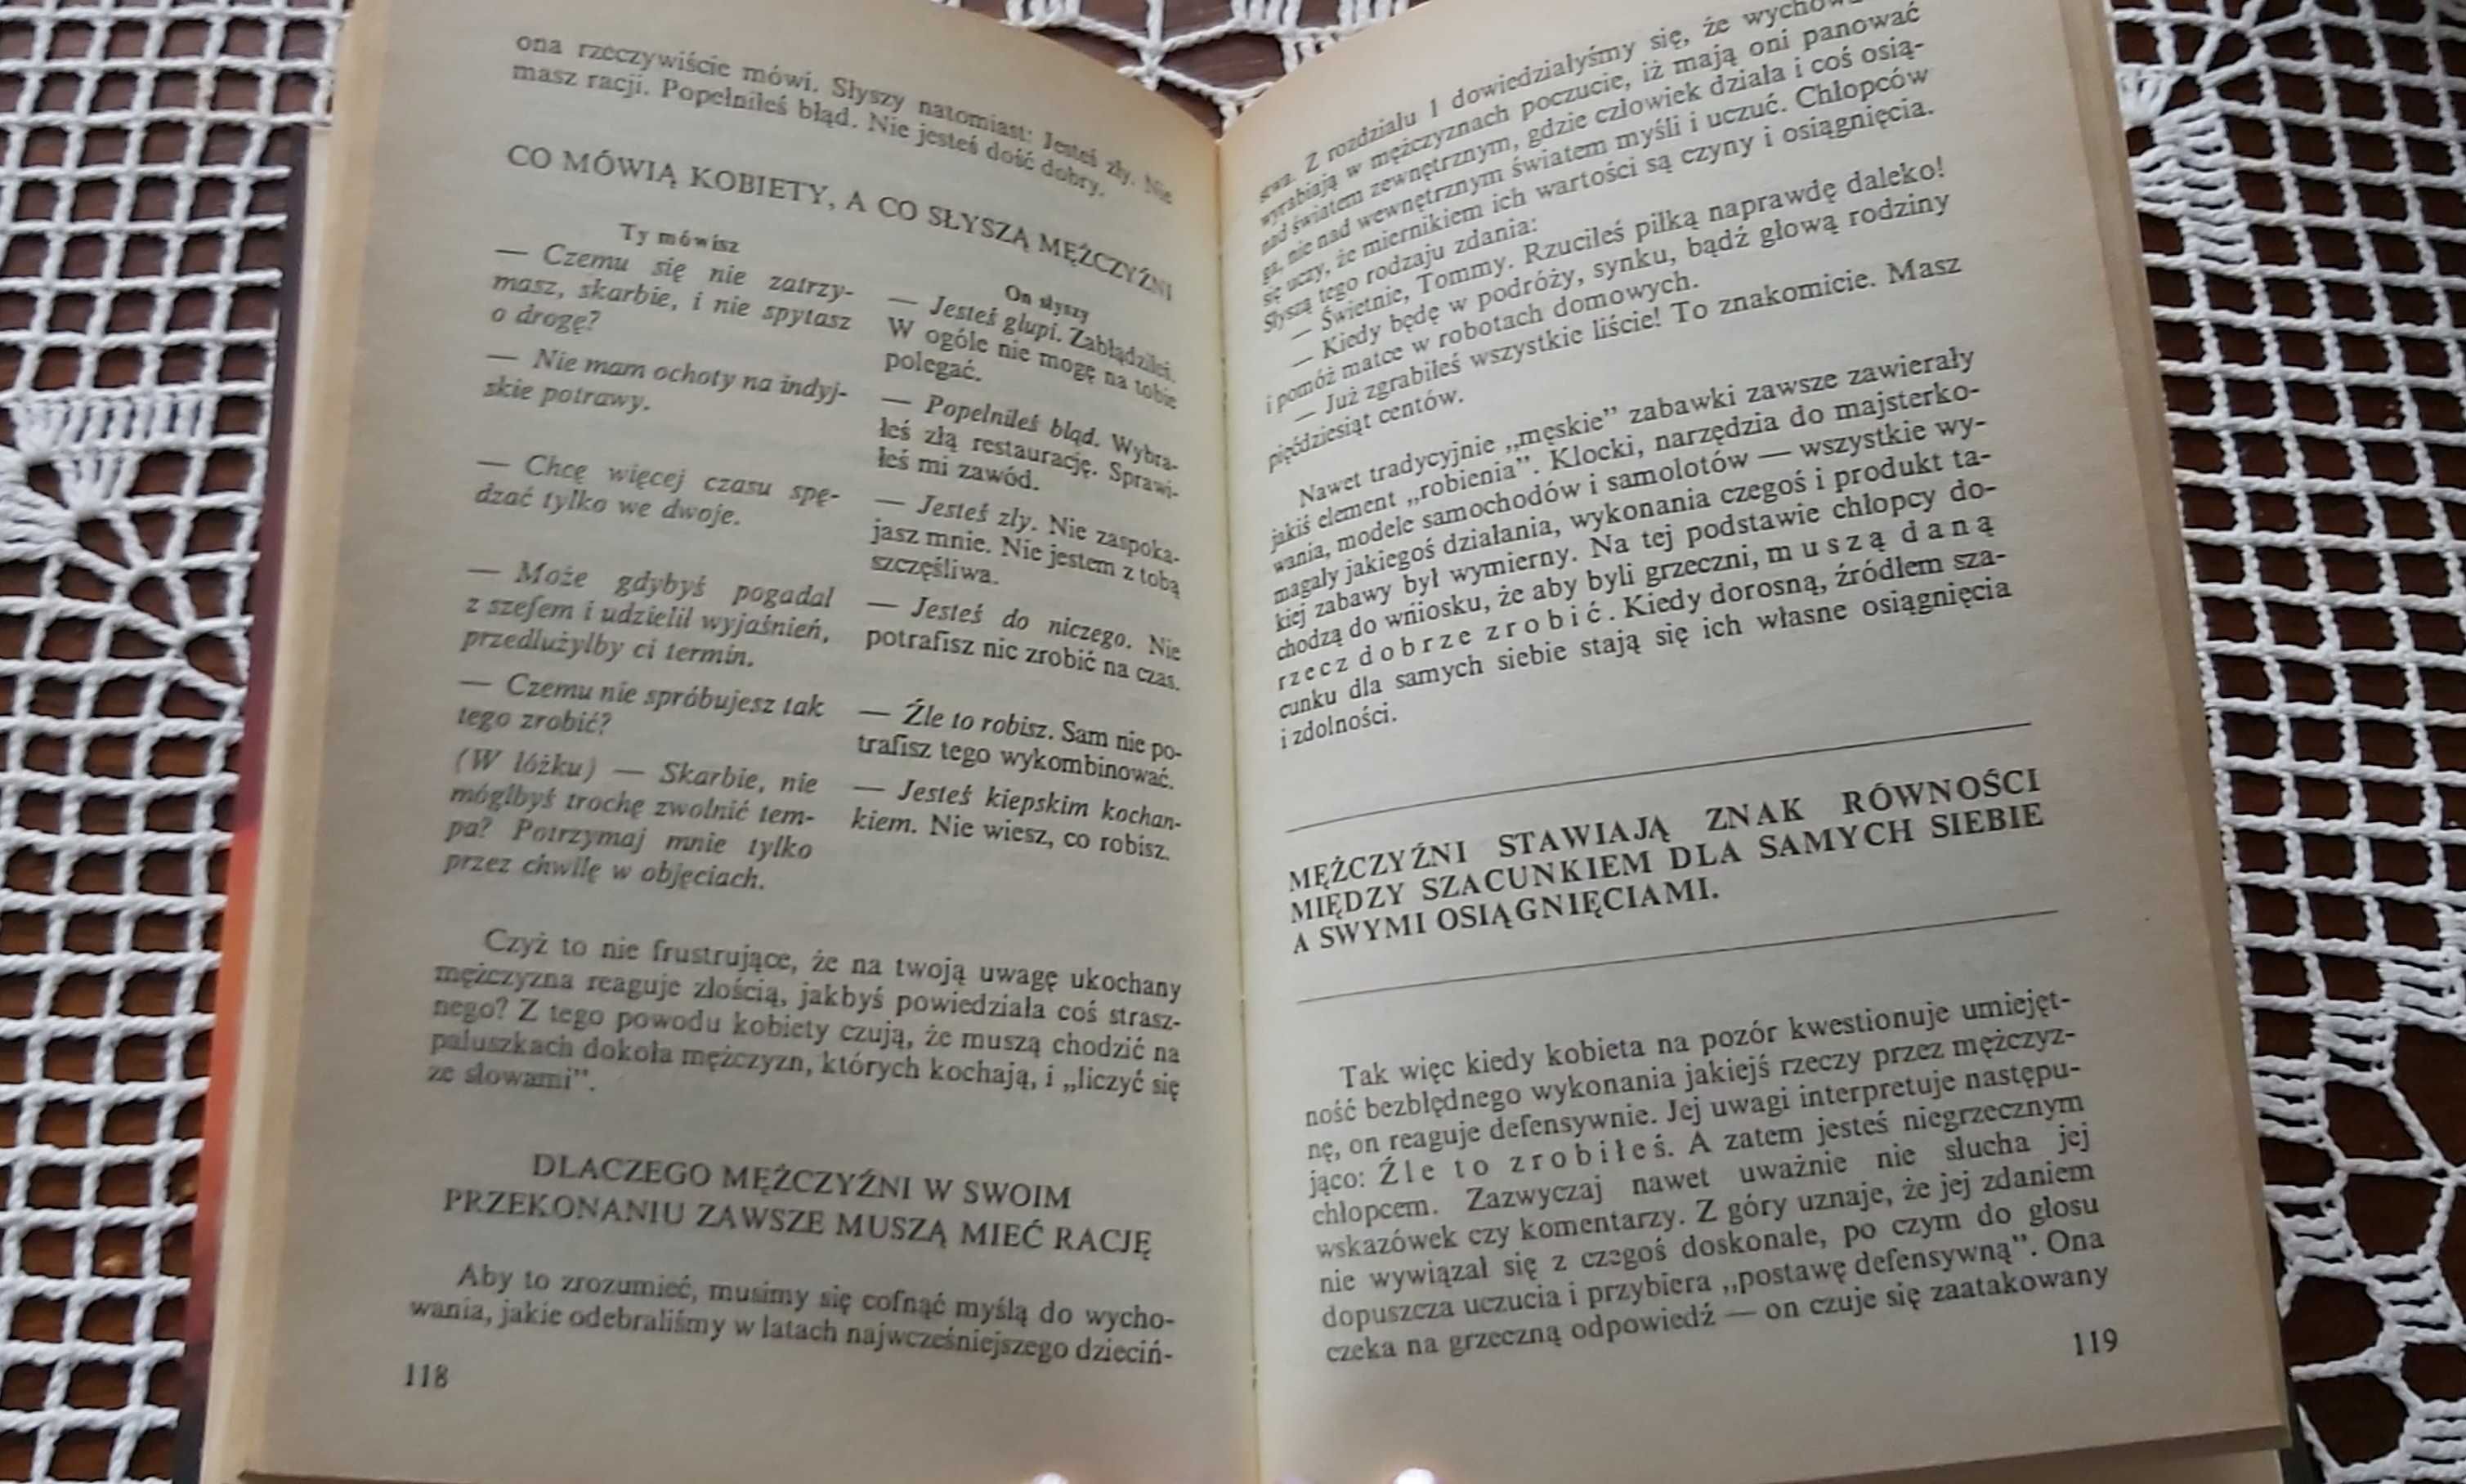 ona rzeczywiście mówi. Słyszy natomiast: Jesteś zły. Nie
masz racji. Popełniłeś błąd. Nie jesteś dość dobry.
CO MÓWIĄ KOBIETY, A CO SŁYSZĄ MĘŻCZYŹNI
Ty mówisz
— Czemu się nie zatrzy-
masz, skarbie, i nie spytasz
o drogę?
— Nie mam ochoty na indyj-
skie potrawy.
— Chcę więcej czasu spę-
dzać tylko we dwoje.
— Może gdybyś pogadał
z szefem i udzielił wyjaśnień,
przedłużyłby ci termin.
— Czemu nie spróbujesz tak
tego zrobić?
(W łóżku) — Skarbie, nie
mógłbyś trochę zwolnić tem-
pa? Potrzymaj mnie tylko
przez chwilę w objęciach.
On słyszy
— Jesteś głupi. Zabłądziłeś.
W ogóle nie mogę na tobie
polegać.
— Popełniłeś błąd. Wybra-
łeś złą restaurację. Sprawi-
łeś mi zawód.
— Jesteś zły. Nie zaspoka-
jasz mnie. Nie jestem z tobą
szczęśliwa.
— Jesteś do niczego. Nie
potrafisz nic zrobić na czas.
— Źle to robisz. Sam nie po-
trafisz tego wykombinować.
— Jesteś kiepskim kochan-
kiem. Nie wiesz, co robisz.
Czyż to nie frustrujące, że na twoją uwagę ukochany
mężczyzna reaguje złością, jakbyś powiedziała coś strasz-
nego? Z tego powodu kobiety czują, że muszą chodzić na
paluszkach dokoła mężczyzn, których kochają, i „liczyć się
ze słowami”.
DLACZEGO MĘŻCZYŹNI W SWOIM
PRZEKONANIU ZAWSZE MUSZĄ MIEĆ RACJĘ
Aby to zrozumieć, musimy się cofnąć myślą do wycho-
wania, jakie odebraliśmy w latach najwcześniejszego dzieciń-
118
stwa. Z rozdziału 1 dowiedziałyśmy się, że
wyrabiają w mężczyznach poczucie, iż mają oni panować
nad światem zewnętrznym, gdzie człowiek działa i coś osią-
ga, nie nad wewnętrznym światem myśli i uczuć. Chłopców
się uczy, że miernikiem ich wartości są czyny i osiągnięcia.
Słyszą tego rodzaju zdania:
— Świetnie, Tommy. Rzuciłeś piłką naprawdę daleko!
— Kiedy będę w podróży, synku, bądź głową rodziny
i pomóż matce w robotach domowych.
— Już zgrabiłeś wszystkie liście! To znakomicie. Masz
pięćdziesiąt centów.
Nawet tradycyjnie „męskie” zabawki zawsze zawierały
jakiś element „robienia”. Klocki, narzędzia do majsterko-
wania, modele samochodów i samolotów — wszystkie wy-
magały jakiegoś działania, wykonania czegoś i produkt ta-
kiej zabawy był wymierny. Na tej podstawie chłopcy do-
chodzą do wniosku, że aby byli grzeczni, muszą daną
rzecz dobrze zrobić. Kiedy dorosną, źródłem sza-
cunku dla samych siebie stają się ich własne osiągnięcia
i zdolności.
MĘŻCZYŹNI STAWIAJĄ ZNAK RÓWNOŚCI
MIĘDZY SZACUNKIEM DLA SAMYCH SIEBIE
A SWYMI OSIĄGNIĘCIAMI.
Tak więc kiedy kobieta na pozór kwestionuje umiejęt-
ność bezbłędnego wykonania jakiejś rzeczy przez mężczyz-
nę, on reaguje defensywnie. Jej uwagi interpretuje następu-
jąco: Źle to zrobiłeś. A zatem jesteś niegrzecznym
chłopcem. Zazwyczaj nawet uważnie nie słucha jej
wskazówek czy komentarzy. Z góry uznaje, że jej zdaniem
nie wywiązał się z czegoś doskonale, po czym do głosu
dopuszcza uczucia i przybiera „postawę defensywną”. Ona
czeka na grzeczną odpowiedź — on czuje się zaatakowany
119